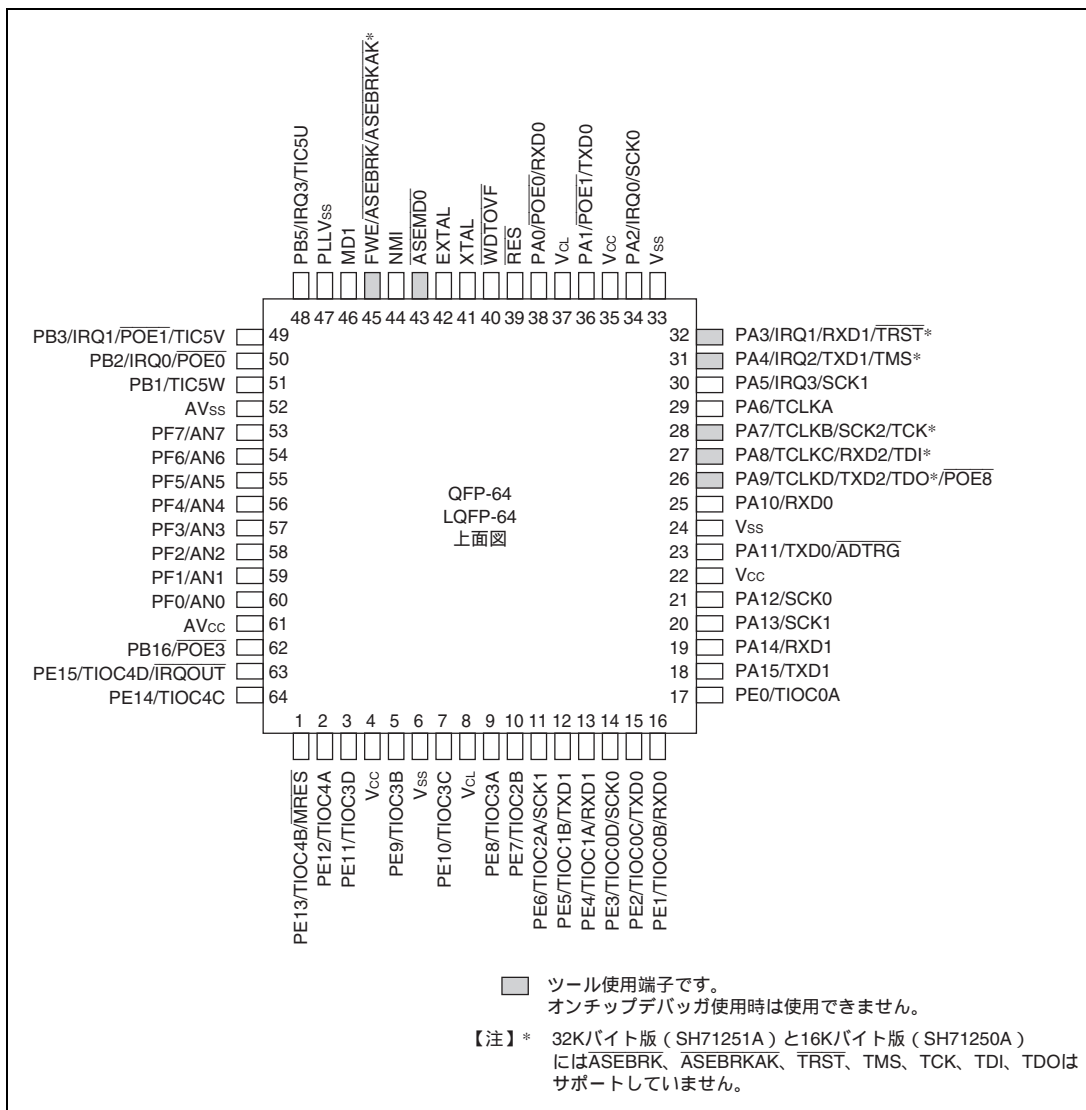 PB5/IRQ3/TIC5U
PLLVss
MD1
FWE/ASEBRK/ASEBRKAK*
NMI
ASEMD0
EXTAL
XTAL
WDTOVF
RES
PA0/POE0/RXD0
VCL
PA1/POE1/TXD0
Vcc
PA2/IRQ0/SCK0
Vss
48 47 46 45 44 43 42 41 40 39 38 37 36 35 34 33
PB3/IRQ1/POE1/TIC5V 49
PB2/IRQ0/POE0 50
PB1/TIC5W 51
AVss 52
PF7/AN7 53
PF6/AN6 54
PF5/AN5 55
PF4/AN4 56
PF3/AN3 57
PF2/AN2 58
PF1/AN1 59
PF0/AN0 60
AVcc 61
PB16/POE3 62
PE15/TIOC4D/IRQOUT 63
PE14/TIOC4C 64
QFP-64
LQFP-64
上面図
32 PA3/IRQ1/RXD1/TRST*
31 PA4/IRQ2/TXD1/TMS*
30 PA5/IRQ3/SCK1
29 PA6/TCLKA
28 PA7/TCLKB/SCK2/TCK*
27 PA8/TCLKC/RXD2/TDI*
26 PA9/TCLKD/TXD2/TDO*/POE8
25 PA10/RXD0
24 Vss
23 PA11/TXD0/ADTRG
22 Vcc
21 PA12/SCK0
20 PA13/SCK1
19 PA14/RXD1
18 PA15/TXD1
17 PE0/TIOC0A
1 2 3 4 5 6 7 8 9 10 11 12 13 14 15 16
PE13/TIOC4B/MRES
PE12/TIOC4A
PE11/TIOC3D
Vcc
PE9/TIOC3B
Vss
PE10/TIOC3C
VCL
PE8/TIOC3A
PE7/TIOC2B
PE6/TIOC2A/SCK1
PE5/TIOC1B/TXD1
PE4/TIOC1A/RXD1
PE3/TIOC0D/SCK0
PE2/TIOC0C/TXD0
PE1/TIOC0B/RXD0
ツール使用端子です。
オンチップデバッガ使用時は使用できません。
【注】* 32Kバイト版（SH71251A）と16Kバイト版（SH71250A）
にはASEBRK、ASEBRKAK、TRST、TMS、TCK、TDI、TDOは
サポートしていません。